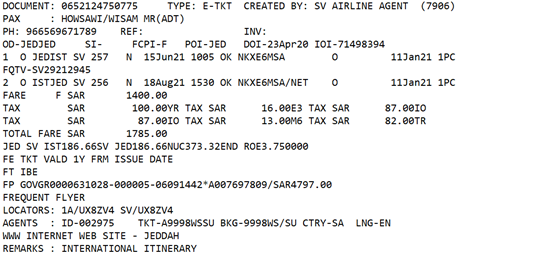 DOCUMENT: 0652124750775 TYPE: E-TKT CREATED BY: SV AIRLINE AGENT (7906)
PAX : HOWSAWI/WISAM MR(ADT)
PH: 966569671789 REF: INV:
OD-JEDJED SI- FCPI-F POI-JED DOI-23Apr20 IOI-71498394
1 O JEDIST SV 257 N 15Jun21 1005 OK NKXE6MSA O 11Jan21 1PC
FQTV-SV29212945
2 O ISTJED SV 256 N 18Aug21 1530 OK NKXE6MSA/NET O 11Jan21 1PC
FARE F SAR 1400.00
TAX SAR 100.00YR TAX SAR 16.00E3 TAX SAR 87.00IO
TAX SAR 87.00IO TAX SAR 13.00M6 TAX SAR 82.00TR
TOTAL FARE SAR 1785.00
JED SV IST186.66SV JED186.66NUC373.32END ROE3.750000
FE TKT VALD 1Y FRM ISSUE DATE
FT IBE
FP GOVGR0000631028-000005-06091442*A007697809/SAR4797.00
FREQUENT FLYER
LOCATORS: 1A/UX8ZV4 SV/UX8ZV4
AGENTS : ID-002975 TKT-A9998WSSU BKG-9998WS/SU CTRY-SA LNG-EN
WWW INTERNET WEB SITE - JEDDAH
REMARKS : INTERNATIONAL ITINERARY